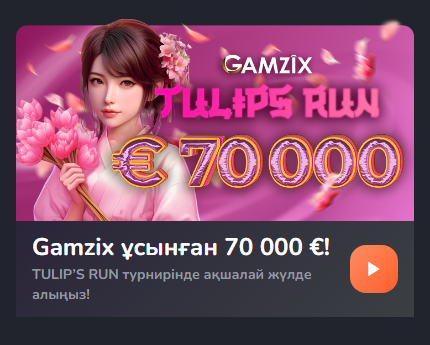 GAMZIX
TULIPS RUN
€ 70 000
Gamzix ұсынған 70 000 €!
TULIP'S RUN турнирінде ақшалай жүлде
алыңыз!